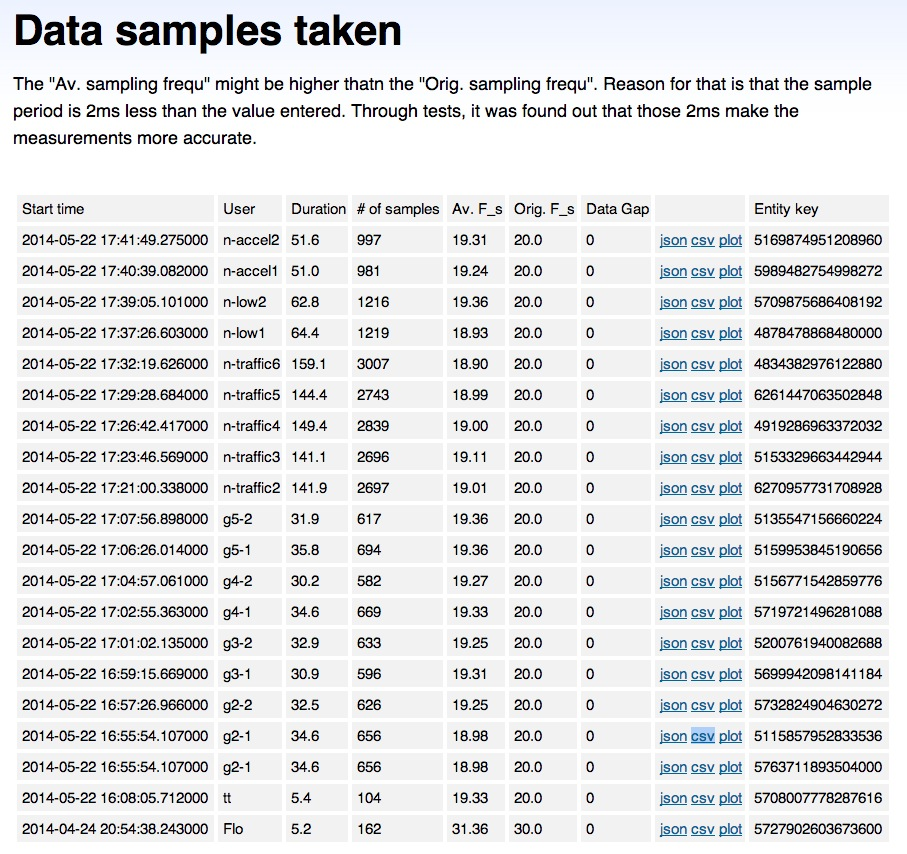 Data samples taken
The "Av. sampling frequ" might be higher thatn the "Orig. sampling frequ". Reason for that is that the sample
period is 2ms less than the value entered. Through tests, it was found out that those 2ms make the
measurements more accurate.
Start time User Duration # of samples Av. F_s Orig. F_s Data Gap Entity key
2014-05-22 17:41:49.275000 n-accel2 51.6 997 19.31 20.0 0 json csv plot 5169874951208960
2014-05-22 17:40:39.082000 n-accel1 51.0 981 19.24 20.0 0 json csv plot 5989482754998272
2014-05-22 17:39:05.101000 n-low2 62.8 1216 19.36 20.0 0 json csv plot 5709875686408192
2014-05-22 17:37:26.603000 n-low1 64.4 1219 18.93 20.0 0 json csv plot 4878478868480000
2014-05-22 17:32:19.626000 n-traffic6 159.1 3007 18.90 20.0 0 json csv plot 4834382976122880
2014-05-22 17:29:28.684000 n-traffic5 144.4 2743 18.99 20.0 0 json csv plot 6261447063502848
2014-05-22 17:26:42.417000 n-traffic4 149.4 2839 19.00 20.0 0 json csv plot 4919286963372032
2014-05-22 17:23:46.569000 n-traffic3 141.1 2696 19.11 20.0 0 json csv plot 5153329663442944
2014-05-22 17:21:00.338000 n-traffic2 141.9 2697 19.01 20.0 0 json csv plot 6270957731708928
2014-05-22 17:07:56.898000 g5-2 31.9 617 19.36 20.0 0 json csv plot 5135547156660224
2014-05-22 17:06:26.014000 g5-1 35.8 694 19.36 20.0 0 json csv plot 5159953845190656
2014-05-22 17:04:57.061000 g4-2 30.2 582 19.27 20.0 0 json csv plot 5156771542859776
2014-05-22 17:02:55.363000 g4-1 34.6 669 19.33 20.0 0 json csv plot 5719721496281088
2014-05-22 17:01:02.135000 g3-2 32.9 633 19.25 20.0 0 json csv plot 5200761940082688
2014-05-22 16:59:15.669000 g3-1 30.9 596 19.31 20.0 0 json csv plot 5699942098141184
2014-05-22 16:57:26.966000 g2-2 32.5 626 19.25 20.0 0 json csv plot 5732824904630272
2014-05-22 16:55:54.107000 g2-1 34.6 656 18.98 20.0 0 json csv plot 5115857952833536
2014-05-22 16:55:54.107000 g2-1 34.6 656 18.98 20.0 0 json csv plot 5763711893504000
2014-05-22 16:08:05.712000 tt 5.4 104 19.33 20.0 0 json csv plot 5708007778287616
2014-04-24 20:54:38.243000 Flo 5.2 162 31.36 30.0 0 json csv plot 5727902603673600